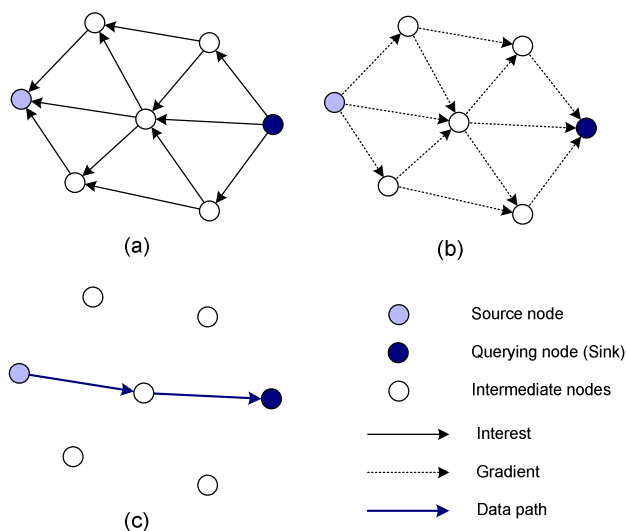 (a)
(b)
(c)
Source node
Querying node (Sink)
Intermediate nodes
Interest
Gradient
Data path